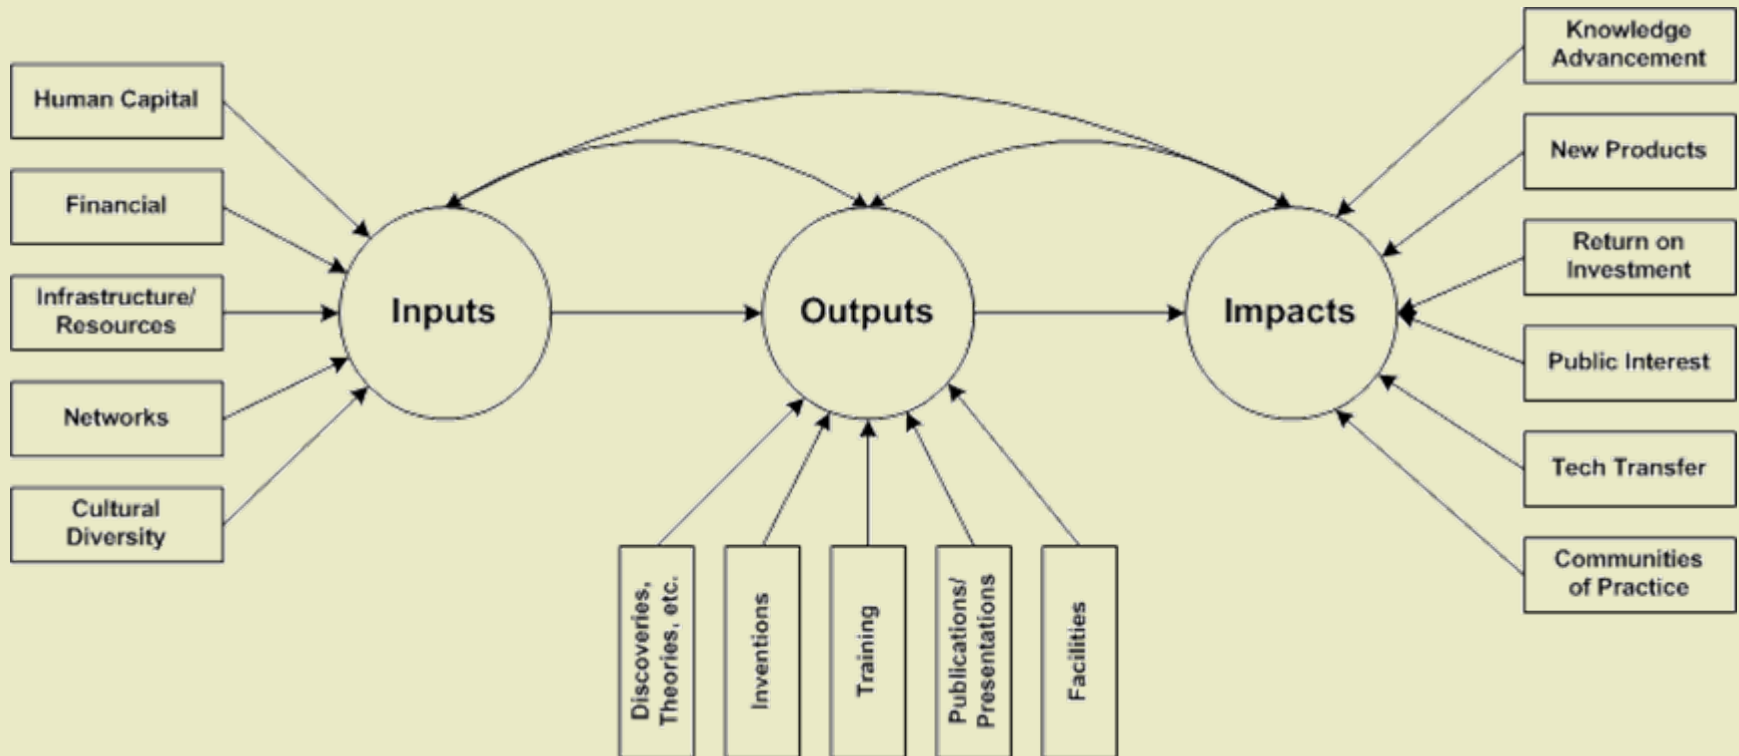 Human Capital
Financial
Infrastructure/
Resources
Networks
Cultural
Diversity
Inputs
Outputs
Impacts
Discoveries,
Theories, etc.
Inventions
Training
Publications/
Presentations
Facilities
Knowledge
Advancement
New Products
Return on
Investment
Public Interest
Tech Transfer
Communities
of Practice